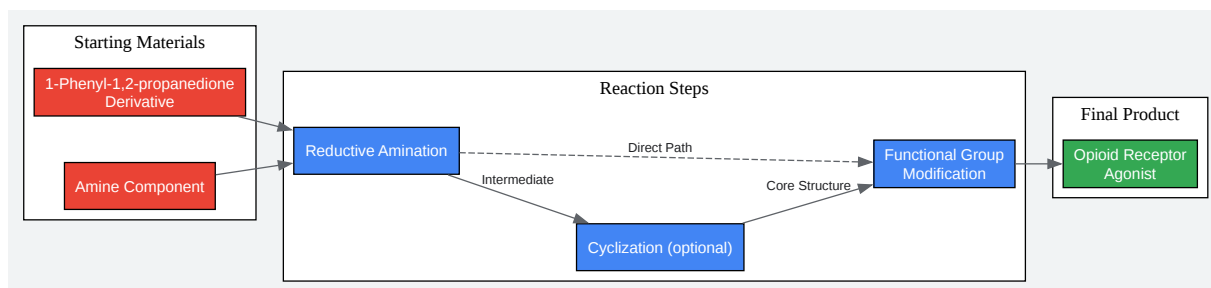 Starting Materials
1-Phenyl-1,2-propanedione
Derivative
Amine Component
Reaction Steps
Reductive Amination
Direct Path
Intermediate
Cyclization (optional)
Core Structure
Functional Group
Modification
Final Product
Opioid Receptor
Agonist